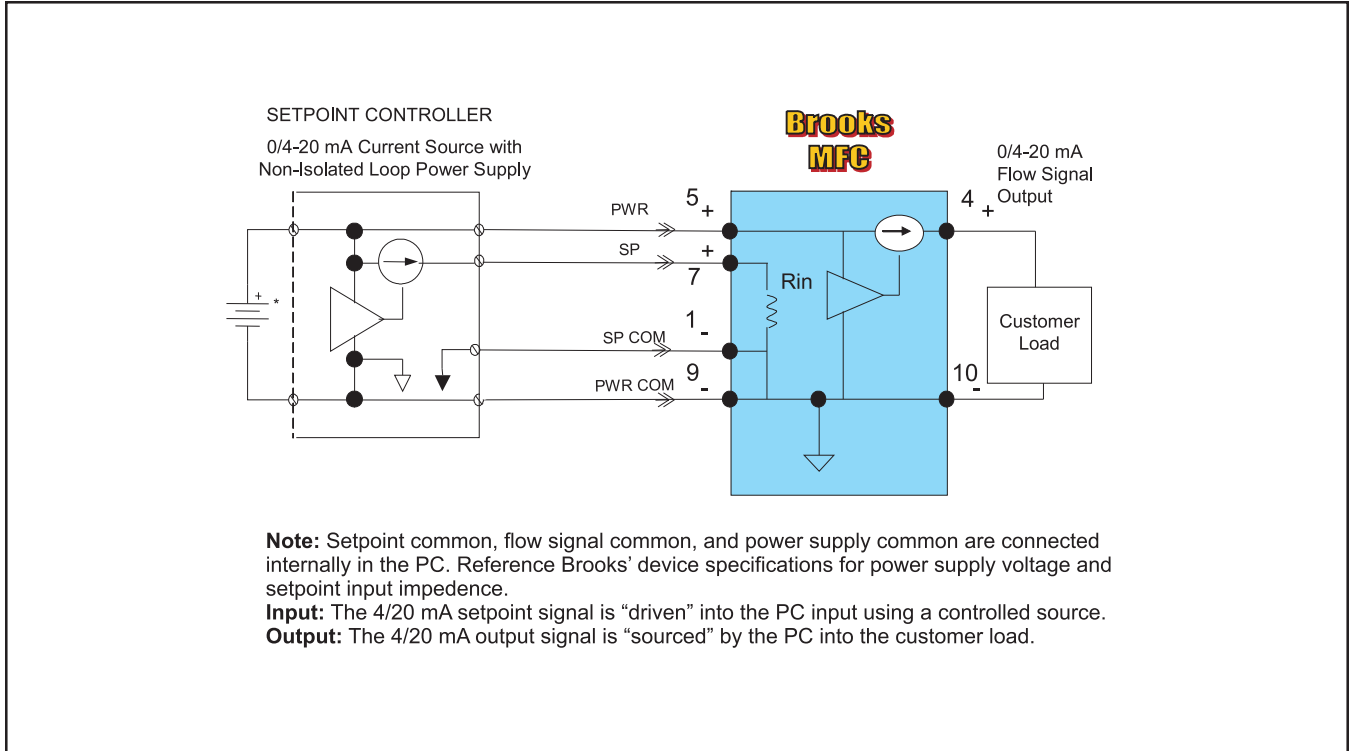 SETPOINT CONTROLLER
0/4-20 mA Current Source with
Non-Isolated Loop Power Supply
Brooks
MFC
0/4-20 mA
Flow Signal
Output
PWR
5
+
4
+
SP
+
7
Rin
+
*
1
-
SP COM
Customer
Load
9
-
PWR COM
10
-
Note: Setpoint common, flow signal common, and power supply common are connected
internally in the PC. Reference Brooks' device specifications for power supply voltage and
setpoint input impedence.
Input: The 4/20 mA setpoint signal is “driven” into the PC input using a controlled source.
Output: The 4/20 mA output signal is “sourced” by the PC into the customer load.